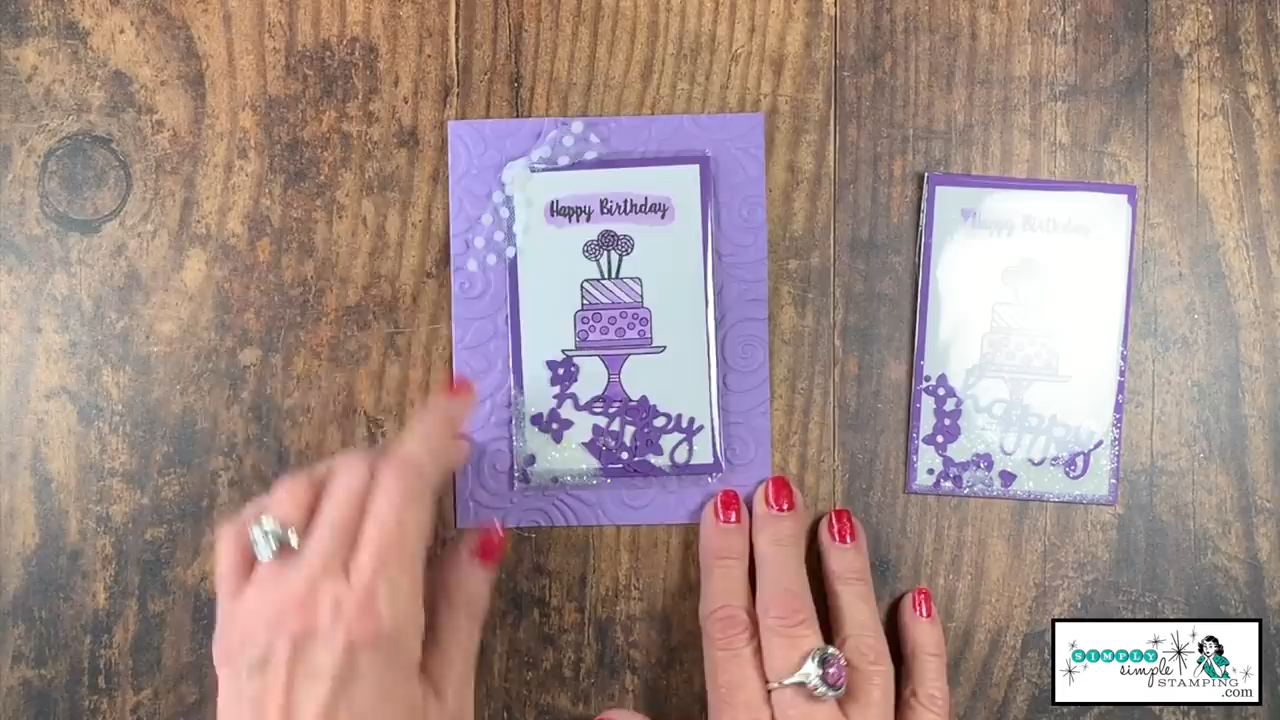 Happy Birthday
happy
Happy Birthday
happy
SIMPLY
simple
STAMPING
.com